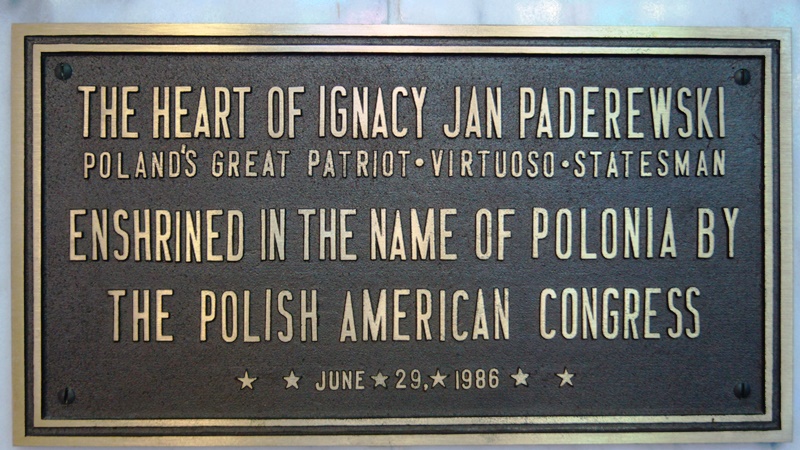 THE HEART OF IGNACY JAN PADEREWSKI
POLAND'S GREAT PATRIOT•VIRTUOSO•STATESMAN
ENSHRINED IN THE NAME OF POLONIA BY
THE POLISH AMERICAN CONGRESS
★ ★ JUNE ★ 29, ★ 1986 ★ ★